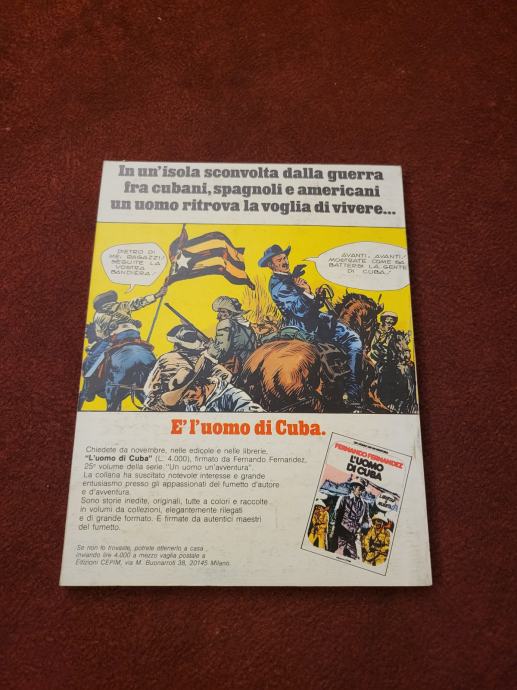 In un'isola sconvolta dalla guerra
fra cubani, spagnoli e americani
un uomo ritrova la voglia di vivere...
DIETRO DI
ME, RAGAZZI!
SEGUITE LA
VOSTRA
BANDIERA!
AVANTI, AVANTI!
MOSTRATE COME SA
BATTERSI LA GENTE
DI CUBA!
E' l'uomo di Cuba.
Chiedete da novembre, nelle edicole e nelle librerie,
"L'uomo di Cuba" (L. 4.000), firmato da Fernando Fernandez,
25° volume della serie "Un uomo un'avventura".
La collana ha suscitato notevole interesse e grande
entusiasmo presso gli appassionati del fumetto d'autore
e d'avventura.
Sono storie inedite, originali, tutte a colori e raccolte
in volumi da collezioni, elegantemente rilegati
e di grande formato. E firmate da autentici maestri
del fumetto.
Se non lo trovaste, potrete ottenerlo a casa
inviando lire 4.000 a mezzo vaglia postale a
Edizioni CEPIM, via M. Buonarroti 38, 20145 Milano.
FERNANDO FERNANDEZ
L'UOMO
DI CUBA